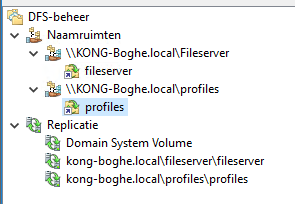 DFS-beheer
Naamruimten
\\KONG-Boghe.local\Fileserver
fileserver
\\KONG-Boghe.local\profiles
profiles
Replicatie
Domain System Volume
kong-boghe.local\fileserver\fileserver
kong-boghe.local\profiles\profiles